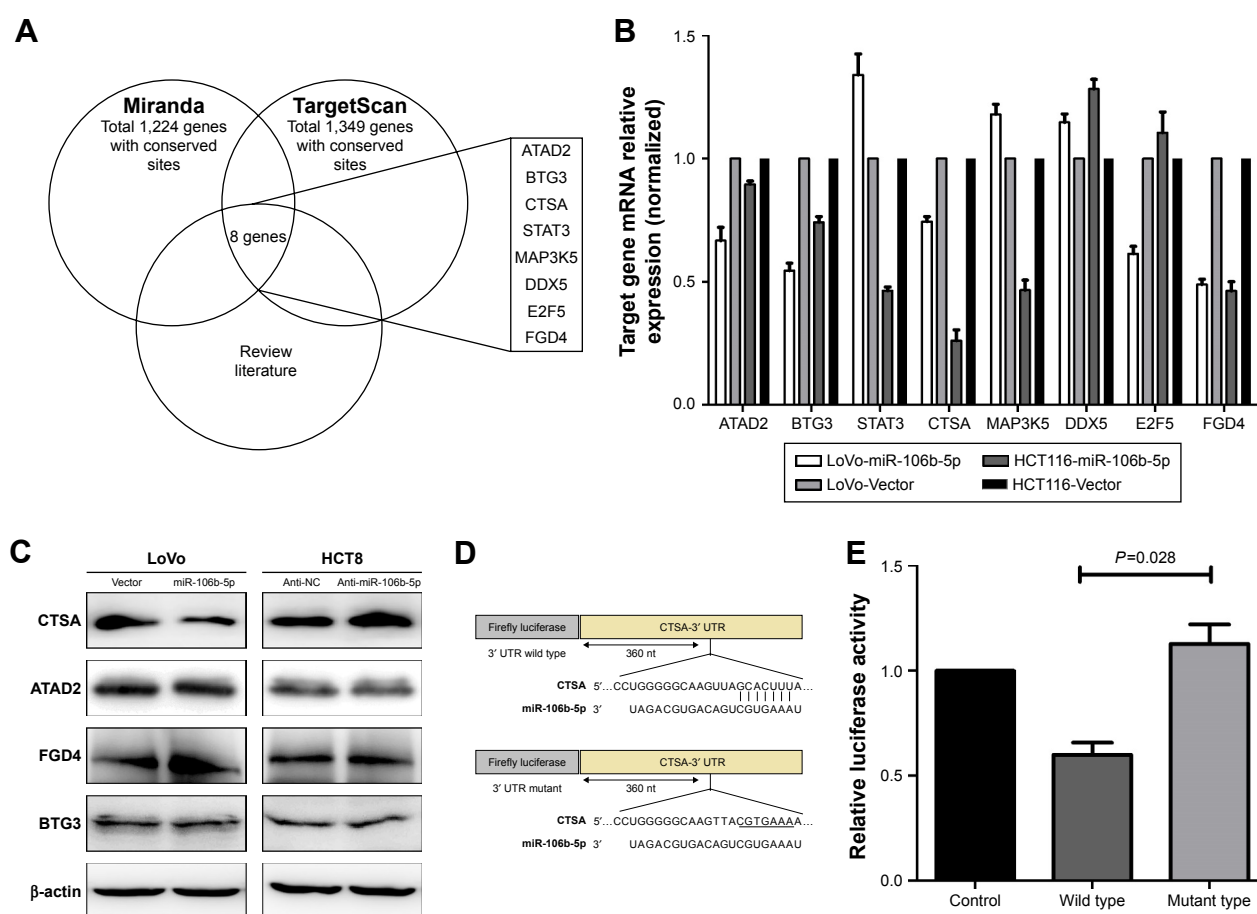 A
Miranda
Total 1,224 genes
with conserved
sites
TargetScan
Total 1,349 genes
with conserved
sites
8 genes
Review
literature
ATAD2
BTG3
CTSA
STAT3
MAP3K5
DDX5
E2F5
FGD4
B
Target gene mRNA relative
expression (normalized)
1.5
1.0
0.5
0.0
ATAD2 BTG3 STAT3 CTSA MAP3K5 DDX5 E2F5 FGD4
LoVo-miR-106b-5p HCT116-miR-106b-5p
LoVo-Vector HCT116-Vector
C
LoVo HCT8
Vector miR-106b-5p Anti-NC Anti-miR-106b-5p
CTSA
ATAD2
FGD4
BTG3
β-actin
D
Firefly luciferase CTSA-3′ UTR
3′ UTR wild type 360 nt
CTSA 5′…CCUGGGGGCAAGUUAGCACUUUA…
miR-106b-5p 3′ UAGACGUGACAGUCGUGAAAU
Firefly luciferase CTSA-3′ UTR
3′ UTR mutant 360 nt
CTSA 5′…CCUGGGGGCAAGTTACGTGAAAA…
miR-106b-5p 3′ UAGACGUGACAGUCGUGAAAU
E
Relative luciferase activity
1.5
1.0
0.5
0.0
P=0.028
Control Wild type Mutant type